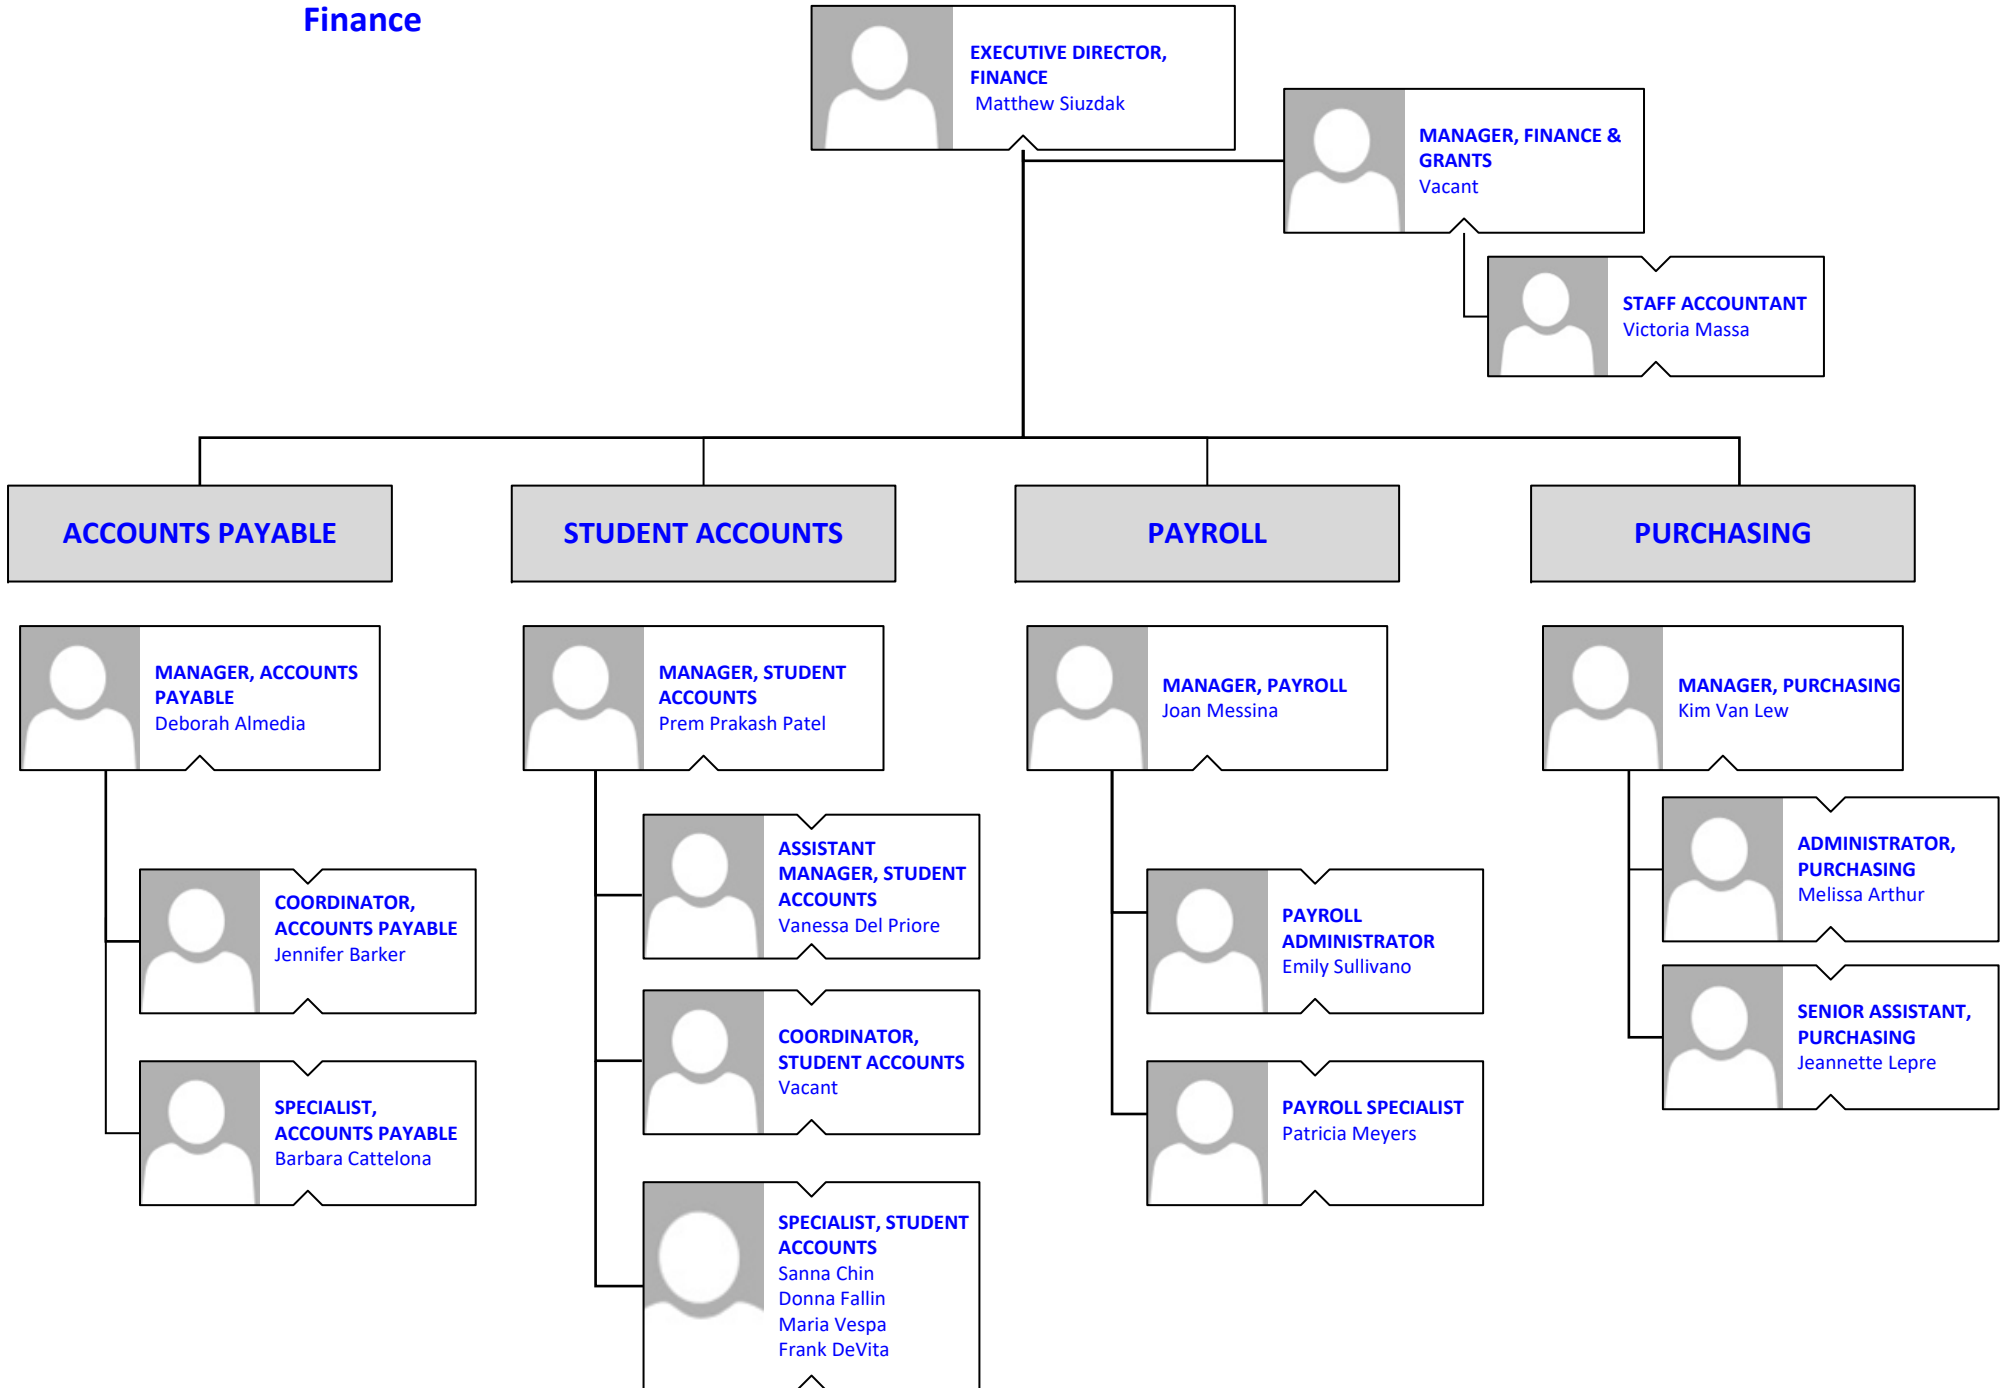 Finance
EXECUTIVE DIRECTOR,
FINANCE
Matthew Siuzdak
MANAGER, FINANCE &
GRANTS
Vacant
STAFF ACCOUNTANT
Victoria Massa
ACCOUNTS PAYABLE
STUDENT ACCOUNTS
PAYROLL
PURCHASING
MANAGER, ACCOUNTS
PAYABLE
Deborah Almedia
COORDINATOR,
ACCOUNTS PAYABLE
Jennifer Barker
SPECIALIST,
ACCOUNTS PAYABLE
Barbara Cattelona
MANAGER, STUDENT
ACCOUNTS
Prem Prakash Patel
ASSISTANT
MANAGER, STUDENT
ACCOUNTS
Vanessa Del Priore
COORDINATOR,
STUDENT ACCOUNTS
Vacant
SPECIALIST, STUDENT
ACCOUNTS
Sanna Chin
Donna Fallin
Maria Vespa
Frank DeVita
MANAGER, PAYROLL
Joan Messina
PAYROLL
ADMINISTRATOR
Emily Sullivano
PAYROLL SPECIALIST
Patricia Meyers
MANAGER, PURCHASING
Kim Van Lew
ADMINISTRATOR,
PURCHASING
Melissa Arthur
SENIOR ASSISTANT,
PURCHASING
Jeannette Lepre